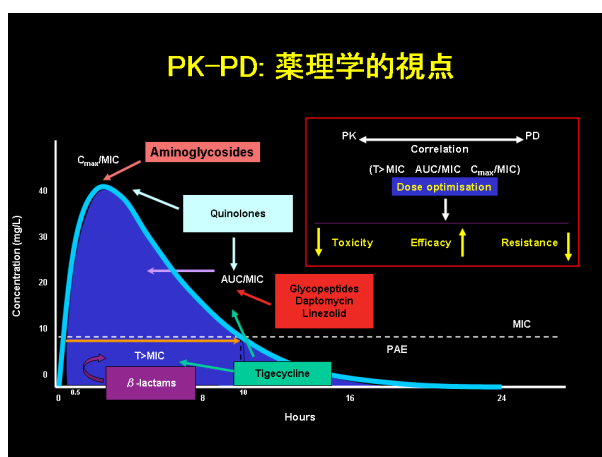 PK-PD: 薬理学的視点
Cmax/MIC
Aminoglycosides
Quinolones
AUC/MIC
Glycopeptides
Daptomycin
Linezolid
MIC
PAE
T>MIC
β-lactams
Tigecycline
PK
PD
Correlation
(T>MIC AUC/MIC Cmax/MIC)
Dose optimisation
Toxicity
Efficacy
Resistance
Concentration (mg/L)
40
30
20
10
0
0
0.5
8
10
16
24
Hours